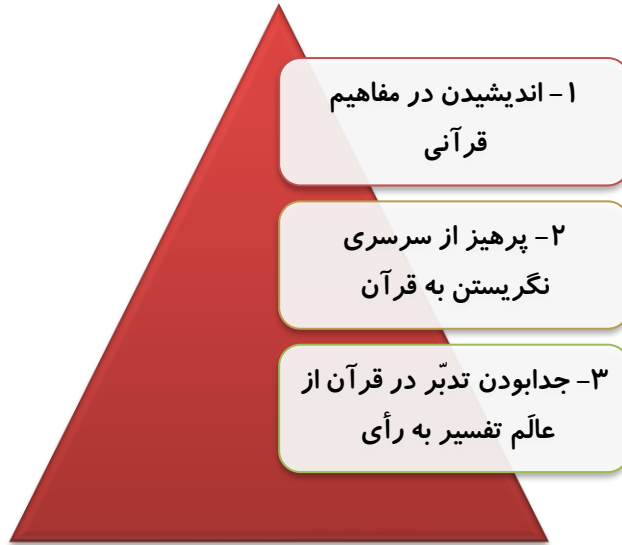 ۱- اندیشیدن در مفاهیم
قرآنی
۲- پرهیز از سرسری
نگریستن به قرآن
۳- جدابودن تدبّر در قرآن از
عالَم تفسیر به رأی